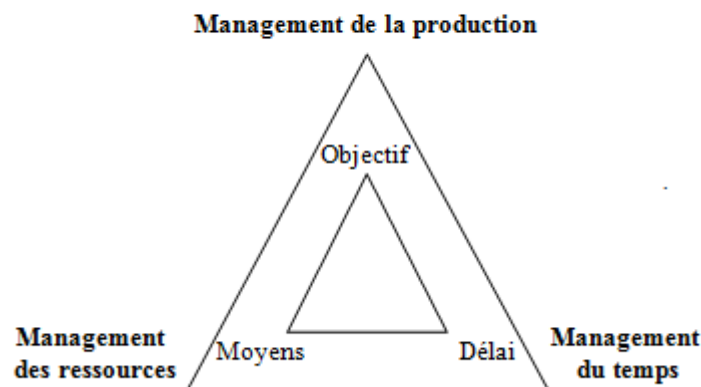 Management de la production
Objectif
Management
des ressources
Moyens
Délai
Management
du temps